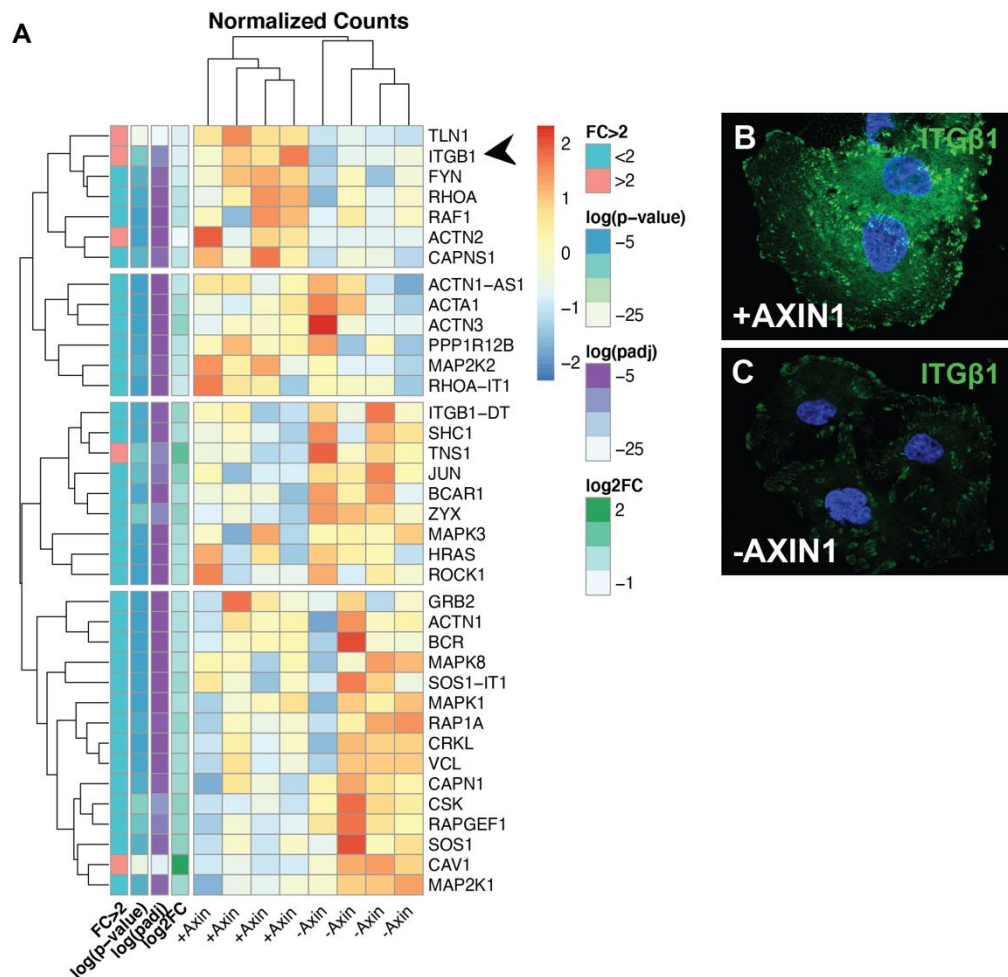 A
Normalized Counts
TLN1
ITGB1
FYN
RHOA
RAF1
ACTN2
CAPNS1
ACTN1-AS1
ACTA1
ACTN3
PPP1R12B
MAP2K2
RHOA-IT1
ITGB1-DT
SHC1
TNS1
JUN
BCAR1
ZYX
MAPK3
HRAS
ROCK1
GRB2
ACTN1
BCR
MAPK8
SOS1-IT1
MAPK1
RAP1A
CRKL
VCL
CAPN1
CSK
RAPGEF1
SOS1
CAV1
MAP2K1
FC>2
log(p-value)
log(padj)
log2FC
+Axin
+Axin
+Axin
+Axin
-Axin
-Axin
-Axin
-Axin
2
1
0
-1
-2
FC>2
<2
>2
log(p-value)
-5
-25
log(padj)
-5
-25
log2FC
2
-1
B
ITGβ1
+AXIN1
C
ITGβ1
-AXIN1